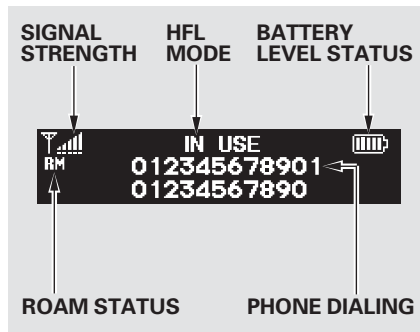 SIGNAL STRENGTH
HFL MODE
BATTERY LEVEL STATUS
IN USE
RM
012345678901
01234567890
ROAM STATUS
PHONE DIALING